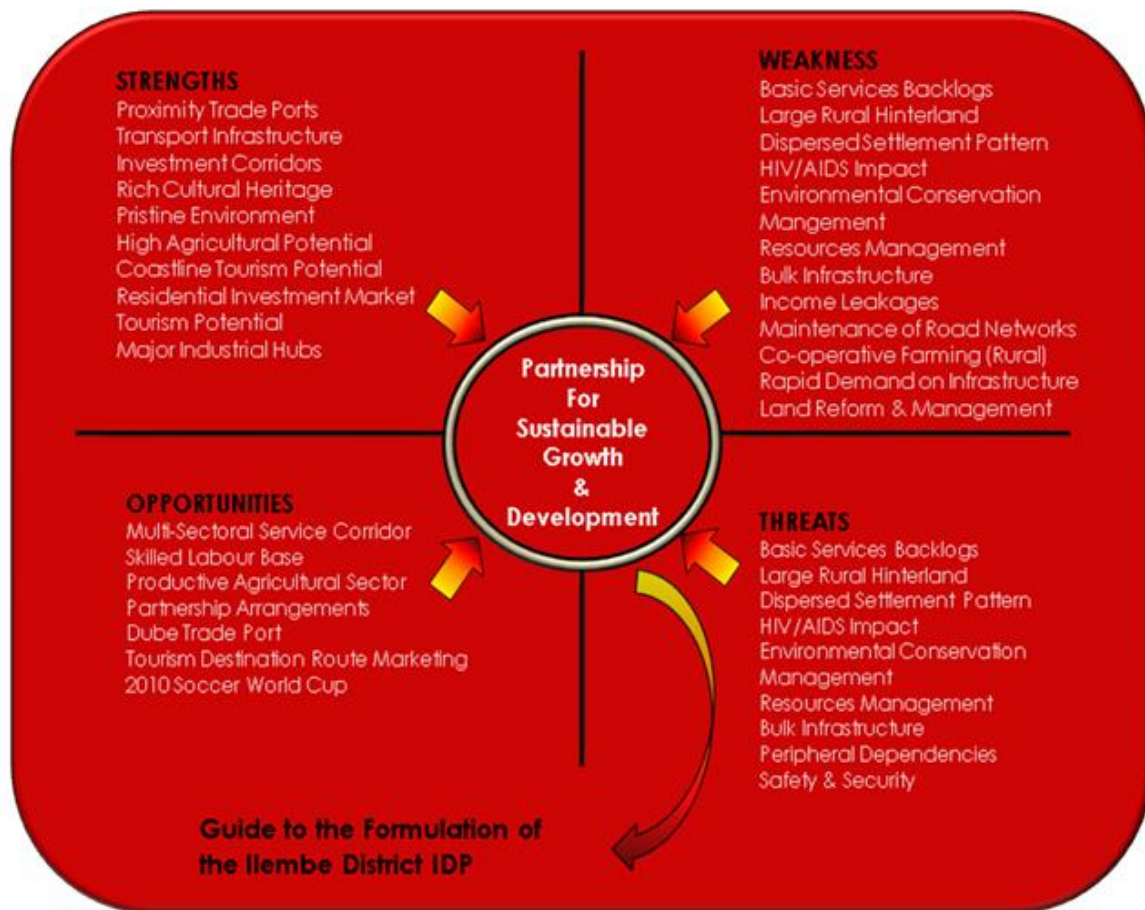 STRENGTHS
Proximity Trade Ports
Transport Infrastructure
Investment Corridors
Rich Cultural Heritage
Pristine Environment
High Agricultural Potential
Coastline Tourism Potential
Residential Investment Market
Tourism Potential
Major Industrial Hubs
WEAKNESS
Basic Services Backlogs
Large Rural Hinterland
Dispersed Settlement Pattern
HIV/AIDS Impact
Environmental Conservation
Mangement
Resources Management
Bulk Infrastructure
Income Leakages
Maintenance of Road Networks
Co-operative Farming (Rural)
Rapid Demand on Infrastructure
Land Reform & Management
Partnership
For
Sustainable
Growth
&
Development
OPPORTUNITIES
Multi-Sectoral Service Corridor
Skilled Labour Base
Productive Agricultural Sector
Partnership Arrangements
Dube Trade Port
Tourism Destination Route Marketing
2010 Soccer World Cup
THREATS
Basic Services Backlogs
Large Rural Hinterland
Dispersed Settlement Pattern
HIV/AIDS Impact
Environmental Conservation
Management
Resources Management
Bulk Infrastructure
Peripheral Dependencies
Safety & Security
Guide to the Formulation of
the Ilembe District IDP